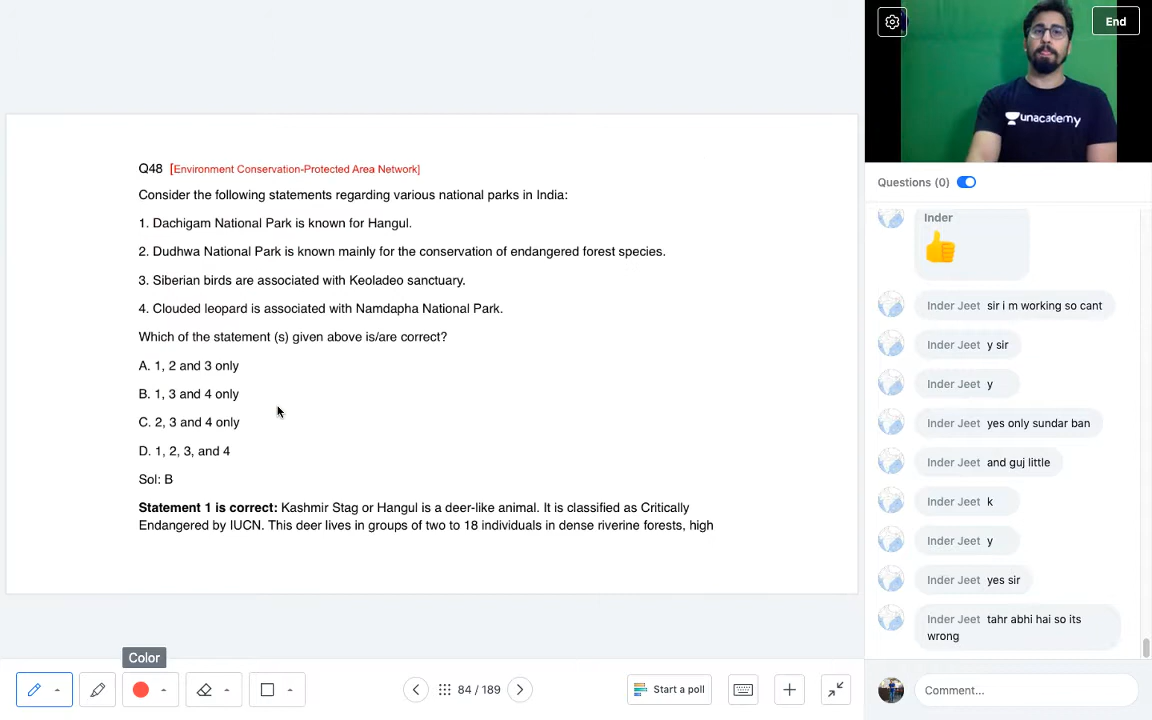 Q48 [Environment Conservation-Protected Area Network]
Consider the following statements regarding various national parks in India:
1. Dachigam National Park is known for Hangul.
2. Dudhwa National Park is known mainly for the conservation of endangered forest species.
3. Siberian birds are associated with Keoladeo sanctuary.
4. Clouded leopard is associated with Namdapha National Park.
Which of the statement (s) given above is/are correct?
A. 1, 2 and 3 only
B. 1, 3 and 4 only
C. 2, 3 and 4 only
D. 1, 2, 3, and 4
Sol: B
Statement 1 is correct: Kashmir Stag or Hangul is a deer-like animal. It is classified as Critically
Endangered by IUCN. This deer lives in groups of two to 18 individuals in dense riverine forests, high
Color
84 / 189
Start a poll
End
unacademy
Questions (0)
Inder
Inder Jeet sir i m working so cant
Inder Jeet y sir
Inder Jeet y
Inder Jeet yes only sundar ban
Inder Jeet and guj little
Inder Jeet k
Inder Jeet y
Inder Jeet yes sir
Inder Jeet tahr abhi hai so its
wrong
Comment...